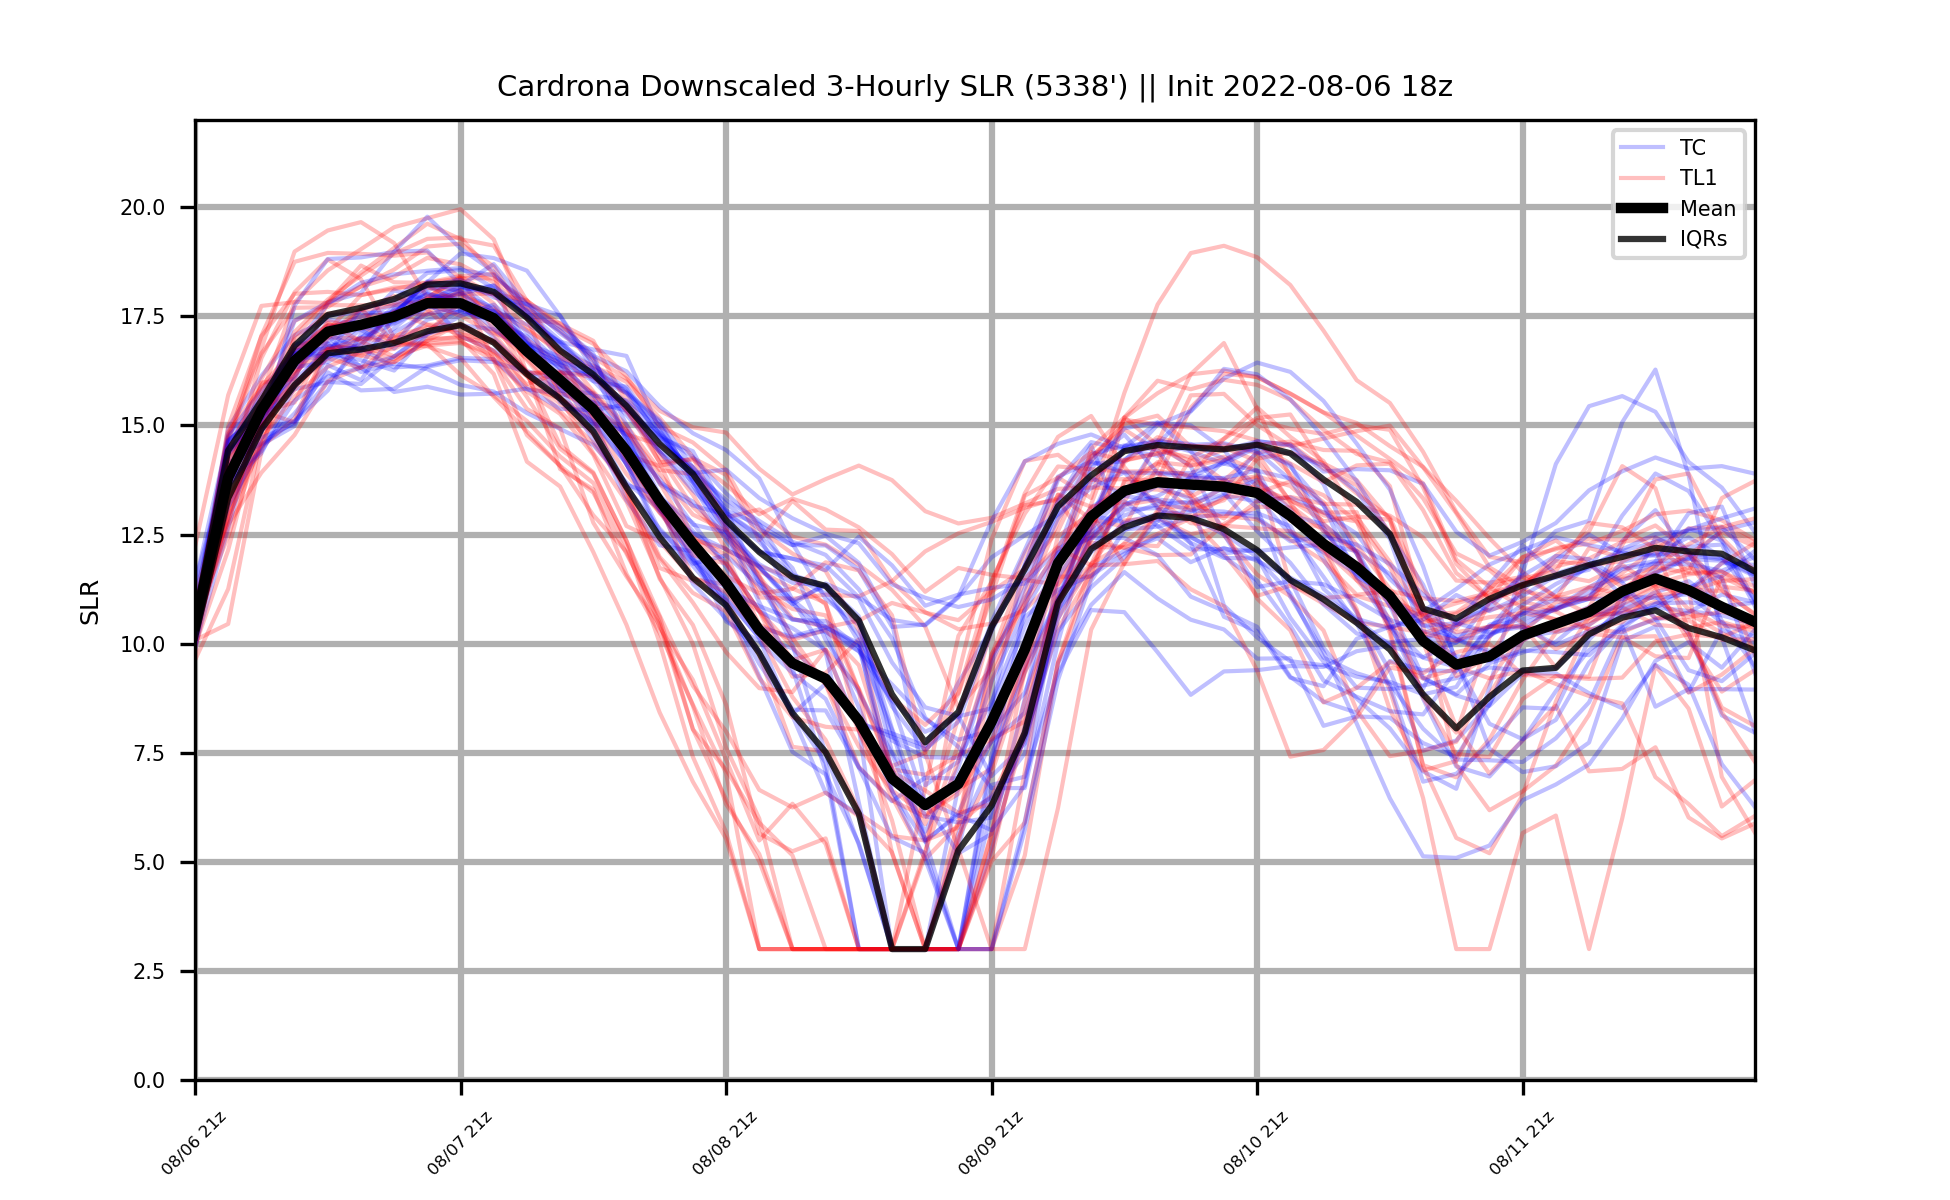 Cardrona Downscaled 3-Hourly SLR (5338') || Init 2022-08-06 18z
TC
TL1
Mean
IQRs
SLR
20.0
17.5
15.0
12.5
10.0
7.5
5.0
2.5
0.0
08/06 21z
08/07 21z
08/08 21z
08/09 21z
08/10 21z
08/11 21z